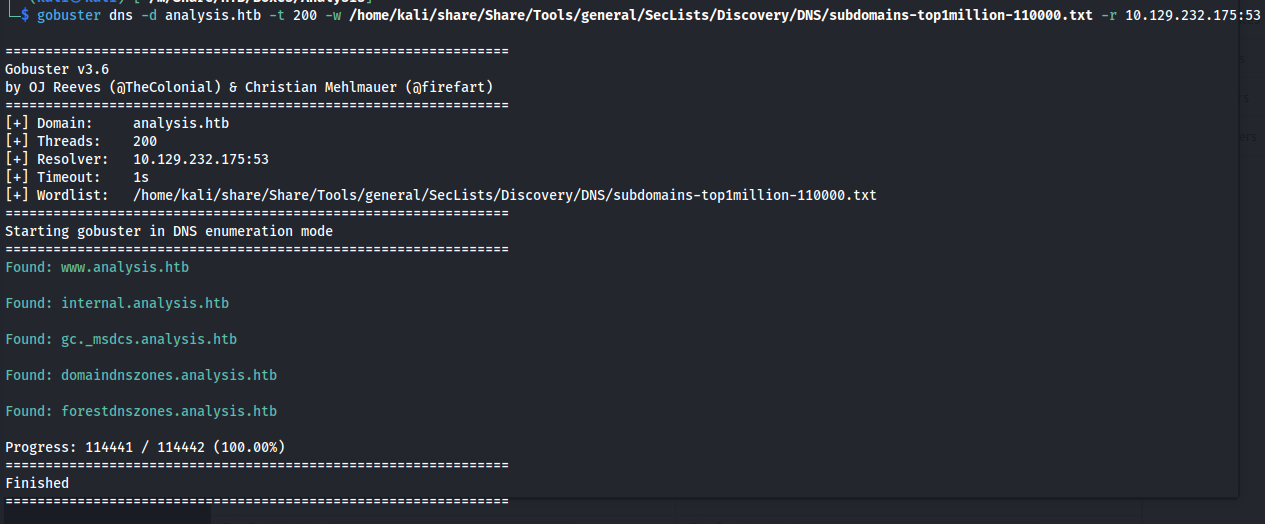 └─$ gobuster dns -d analysis.htb -t 200 -w /home/kali/share/Share/Tools/general/SecLists/Discovery/DNS/subdomains-top1million-110000.txt -r 10.129.232.175:53
===============================================================
Gobuster v3.6
by OJ Reeves (@TheColonial) & Christian Mehlmauer (@firefart)
===============================================================
[+] Domain:     analysis.htb
[+] Threads:    200
[+] Resolver:   10.129.232.175:53
[+] Timeout:    1s
[+] Wordlist:   /home/kali/share/Share/Tools/general/SecLists/Discovery/DNS/subdomains-top1million-110000.txt
===============================================================
Starting gobuster in DNS enumeration mode
===============================================================
Found: www.analysis.htb
Found: internal.analysis.htb
Found: gc._msdcs.analysis.htb
Found: domaindnszones.analysis.htb
Found: forestdnszones.analysis.htb
Progress: 114441 / 114442 (100.00%)
===============================================================
Finished
===============================================================